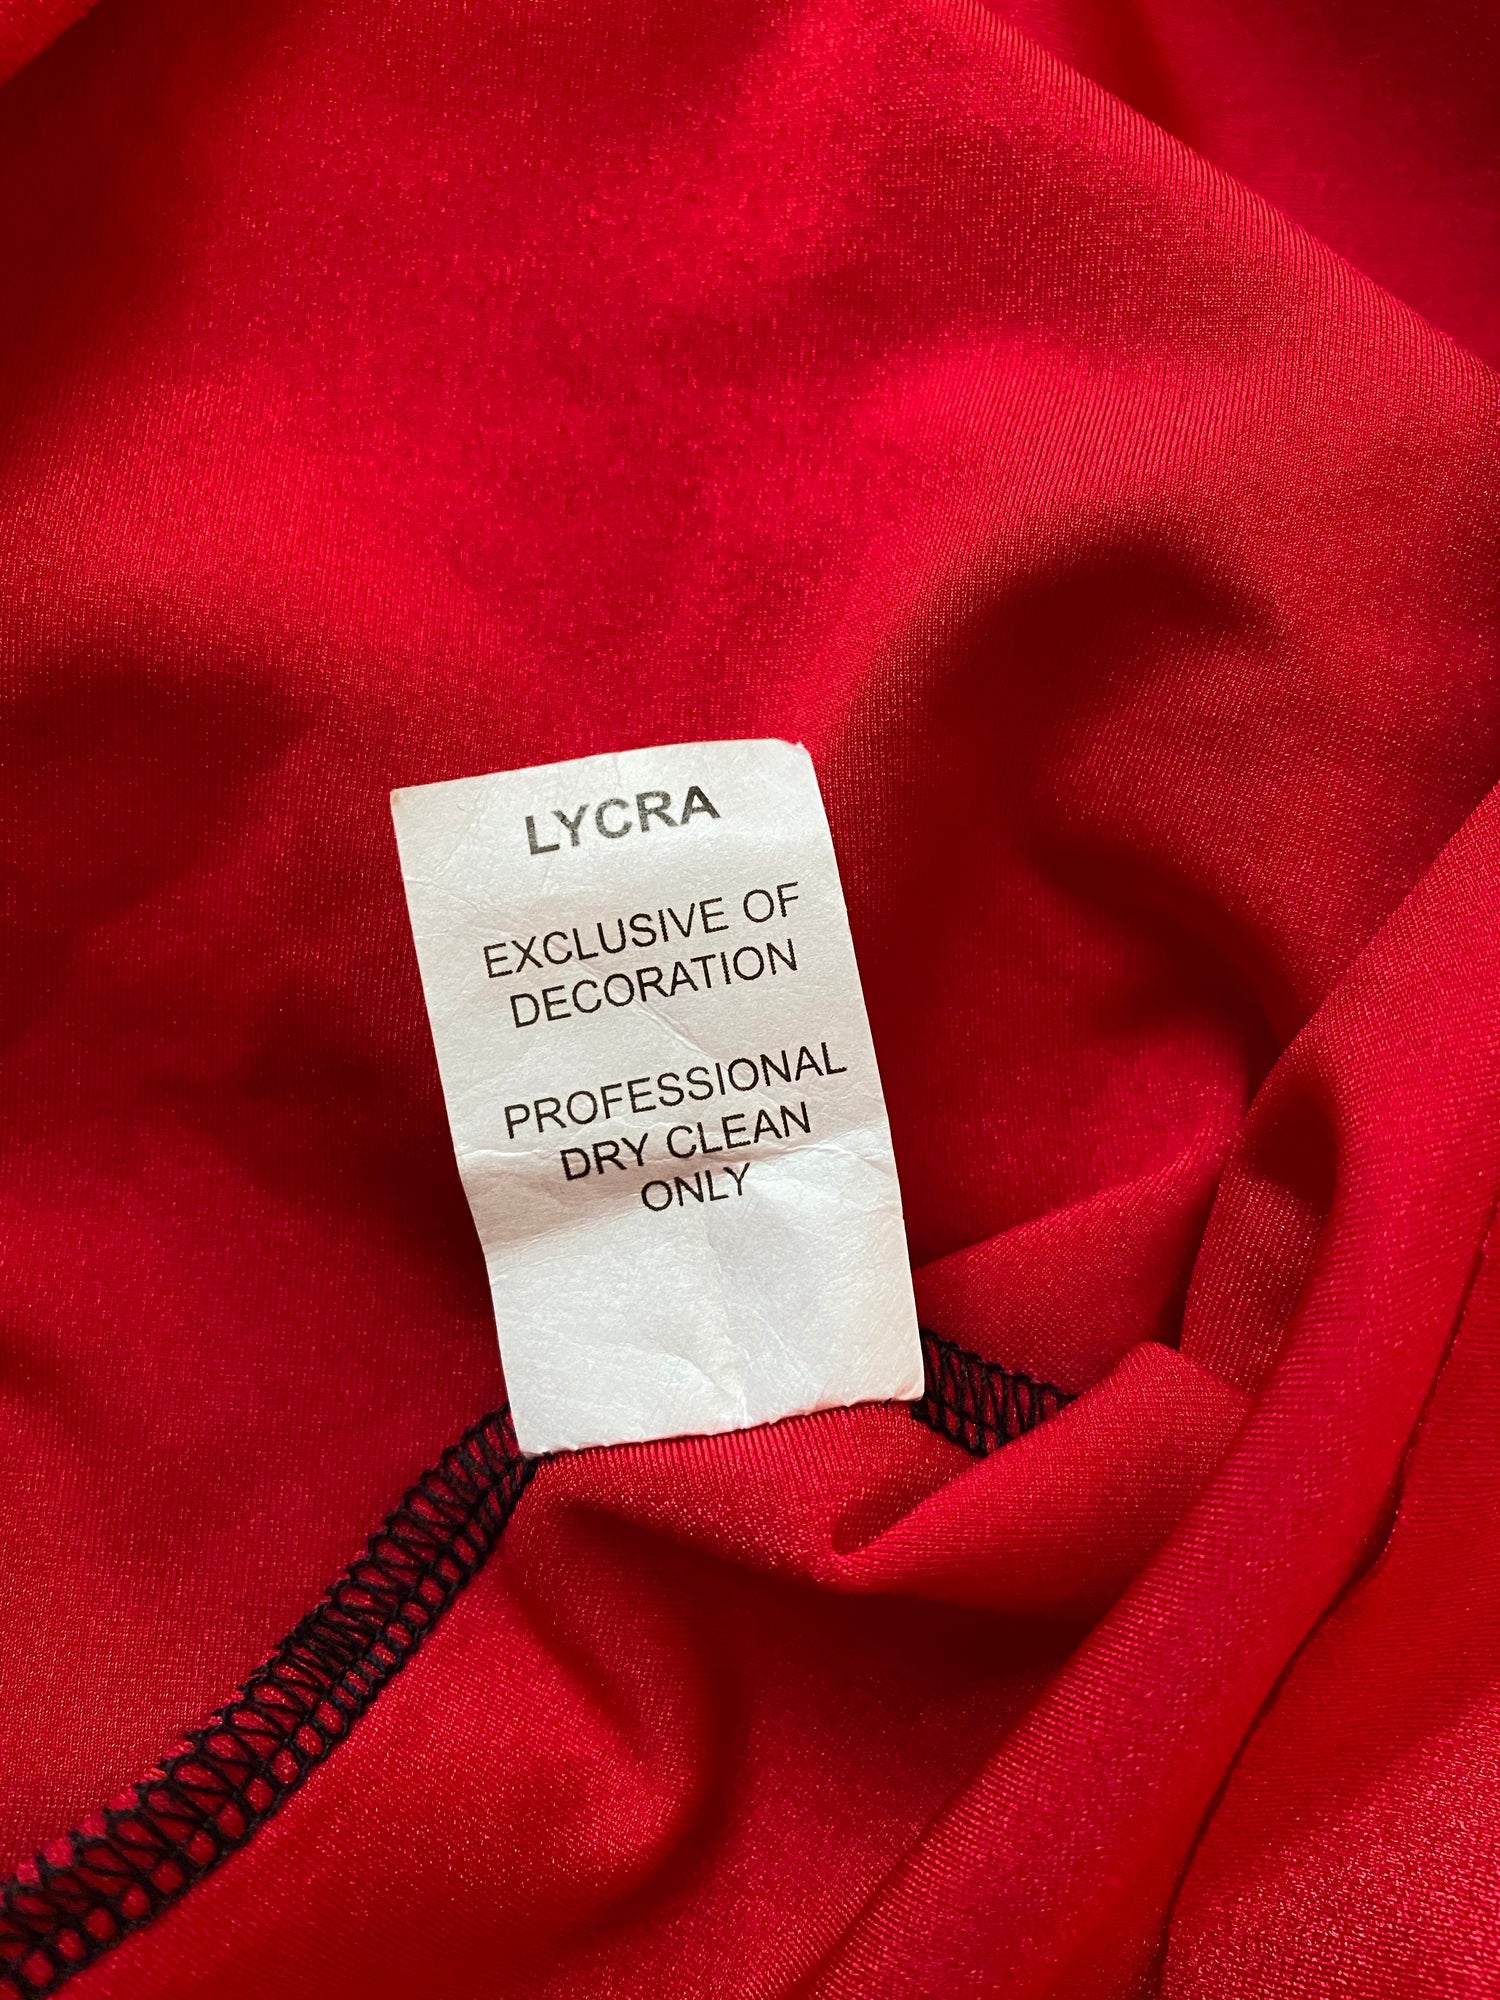 LYCRA
EXCLUSIVE OF
DECORATION
PROFESSIONAL
DRY CLEAN
ONLY